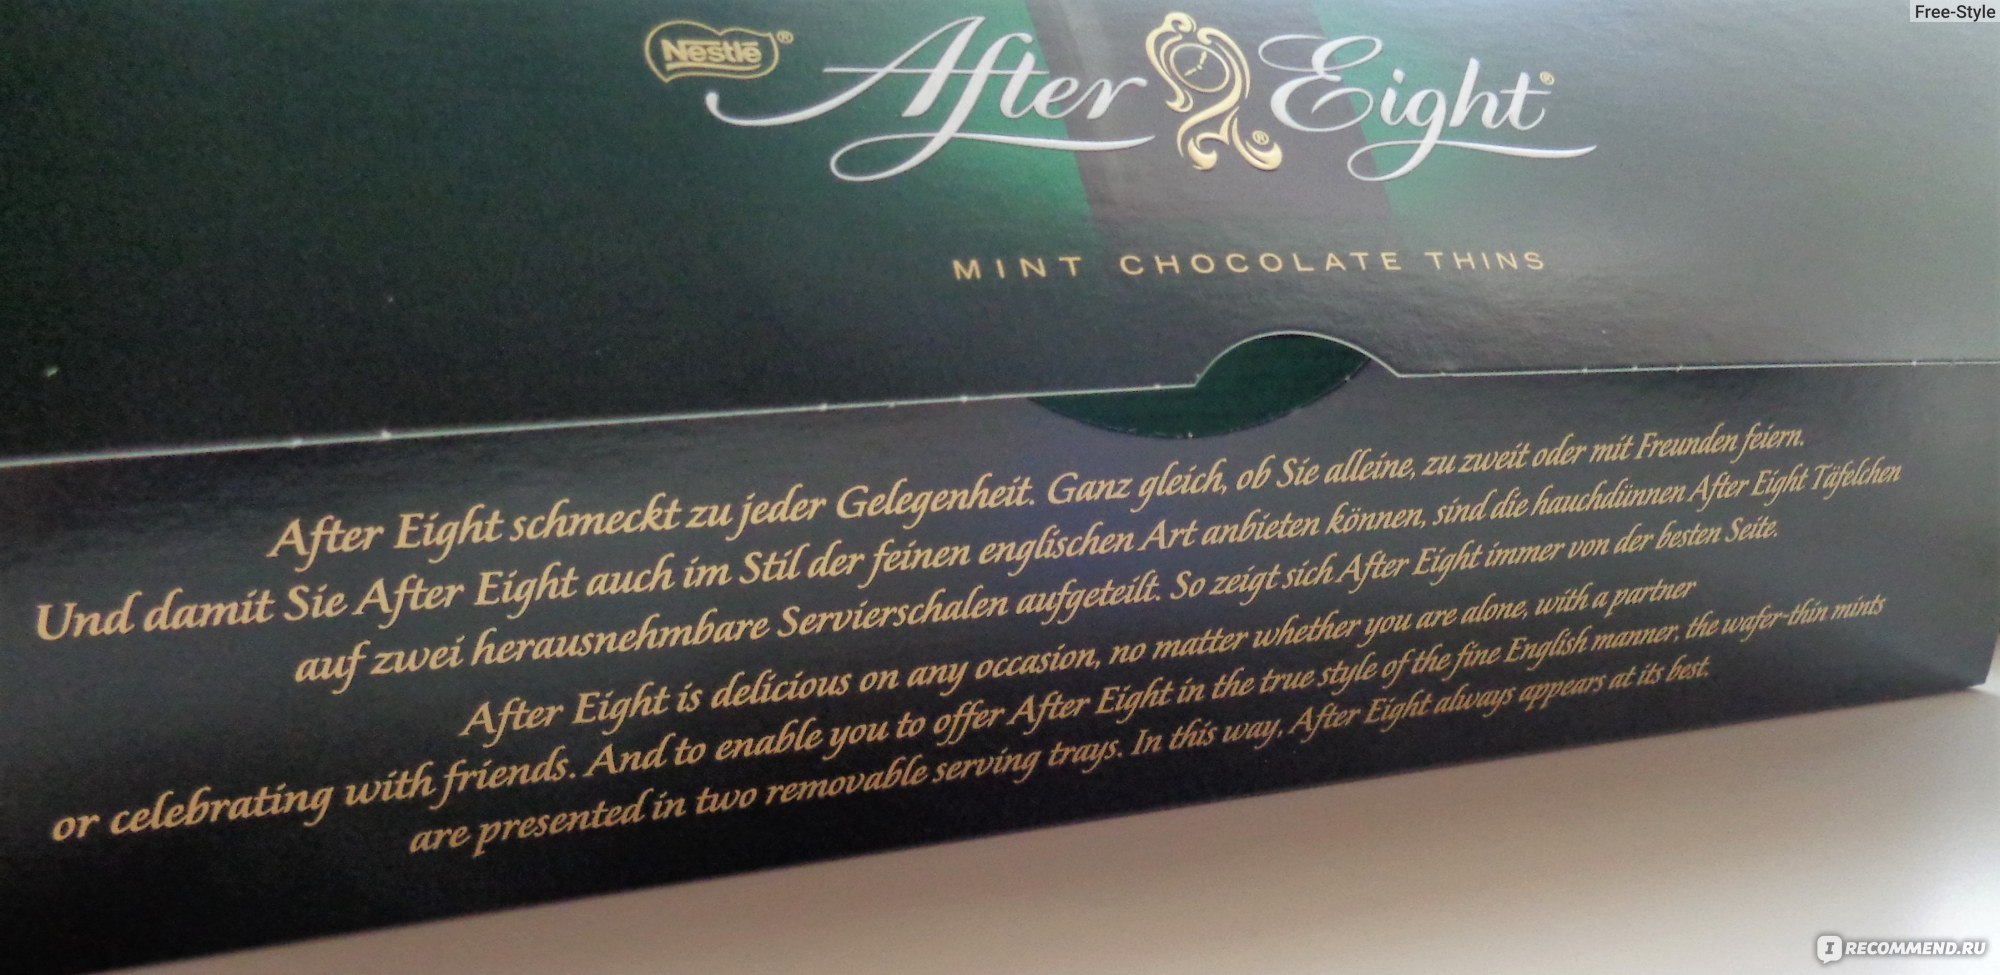 Free-Style
Nestlé®
After Eight®
®
MINT CHOCOLATE THINS
After Eight schmeckt zu jeder Gelegenheit. Ganz gleich, ob Sie alleine, zu zweit oder mit Freunden feiern.
Und damit Sie After Eight auch im Stil der feinen englischen Art anbieten können, sind die hauchdünnen After Eight Täfelchen
auf zwei herausnehmbare Servierschalen aufgeteilt. So zeigt sich After Eight immer von der besten Seite.
After Eight is delicious on any occasion, no matter whether you are alone, with a partner
or celebrating with friends. And to enable you to offer After Eight in the true style of the fine English manner, the wafer-thin mints
are presented in two removable serving trays. In this way, After Eight always appears at its best.
I RECOMMEND.RU